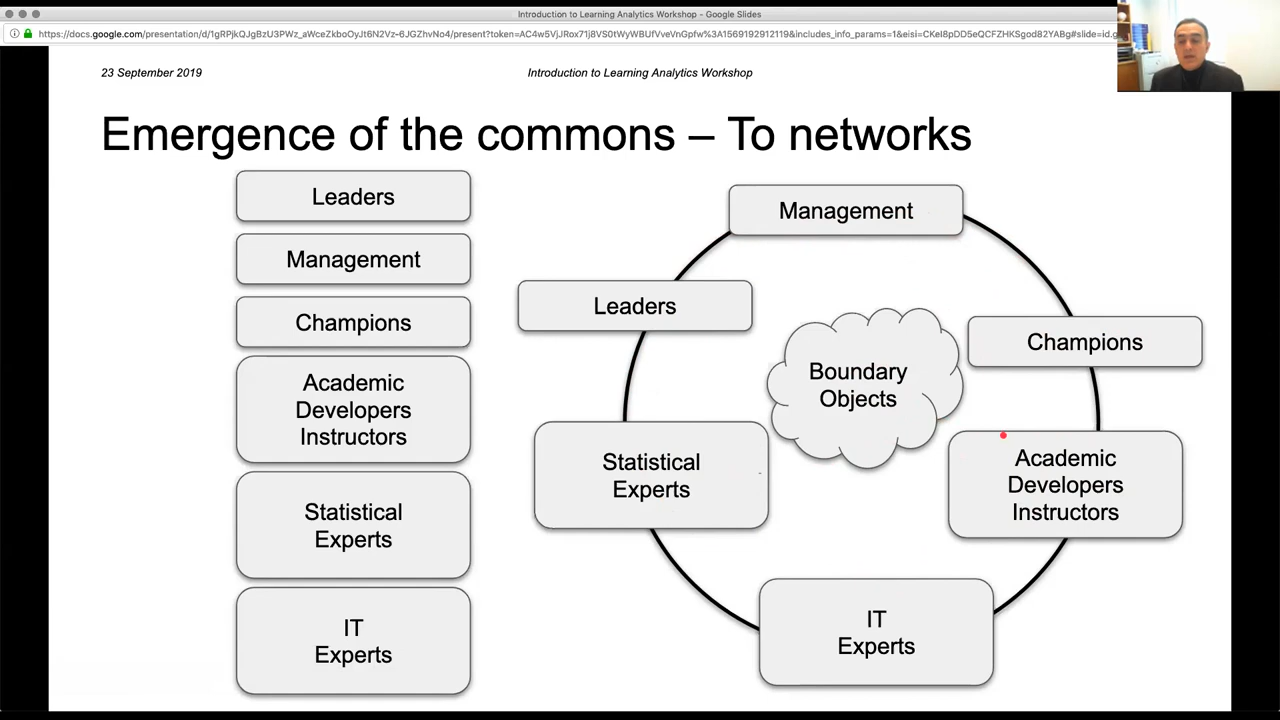 Introduction to Learning Analytics Workshop - Google Slides
https://docs.google.com/presentation/d/1gRPjkQJgBzU3PWz_aWceZkboOyJt6N2Vz-6JGZhvNc4/present?token=AC4w5VjJRox71j8VS0tWyWBUfVveVnGpfw%3A1569192912119&includes_info_params=1&eisi=CKeI8pDD5eQCFZHKSgod82YABg#slide=id.g
23 September 2019
Introduction to Learning Analytics Workshop
Emergence of the commons – To networks
Leaders
Management
Champions
Academic
Developers
Instructors
Statistical
Experts
IT
Experts
Management
Leaders
Champions
Boundary
Objects
Statistical
Experts
Academic
Developers
Instructors
IT
Experts